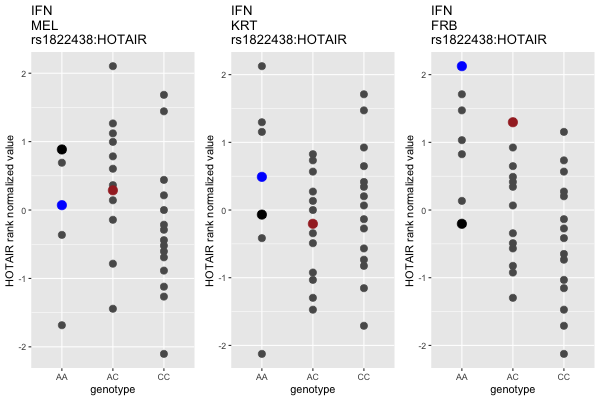 IFN
MEL
rs1822438:HOTAIR
HOTAIR rank normalized value
2
1
0
-1
-2
AA
AC
CC
genotype
IFN
KRT
rs1822438:HOTAIR
HOTAIR rank normalized value
2
1
0
-1
-2
AA
AC
CC
genotype
IFN
FRB
rs1822438:HOTAIR
HOTAIR rank normalized value
2
1
0
-1
-2
AA
AC
CC
genotype